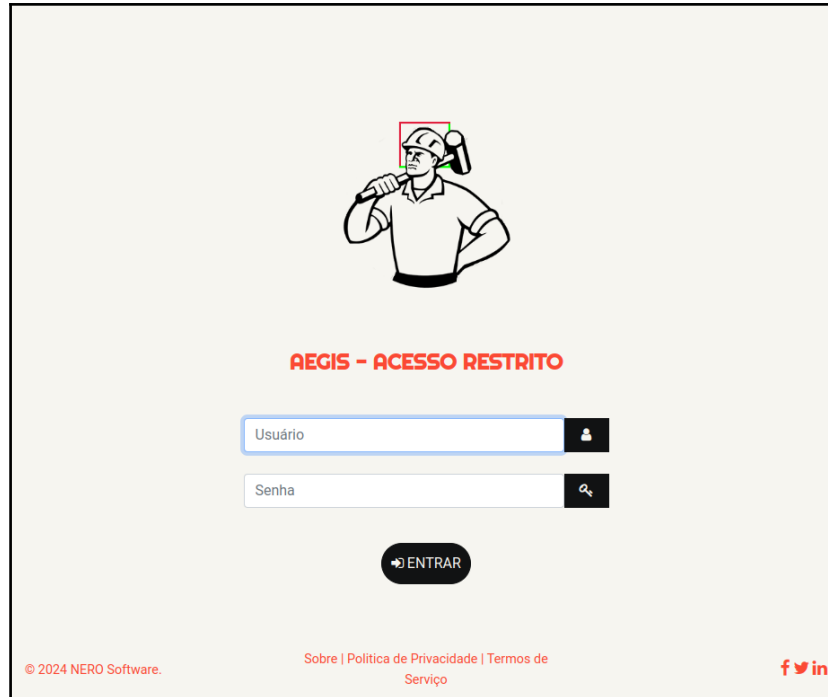 AEGIS - ACESSO RESTRITO
Usuário
Senha
ENTRAR
© 2024 NERO Software.
Sobre | Politica de Privacidade | Termos de
Serviço